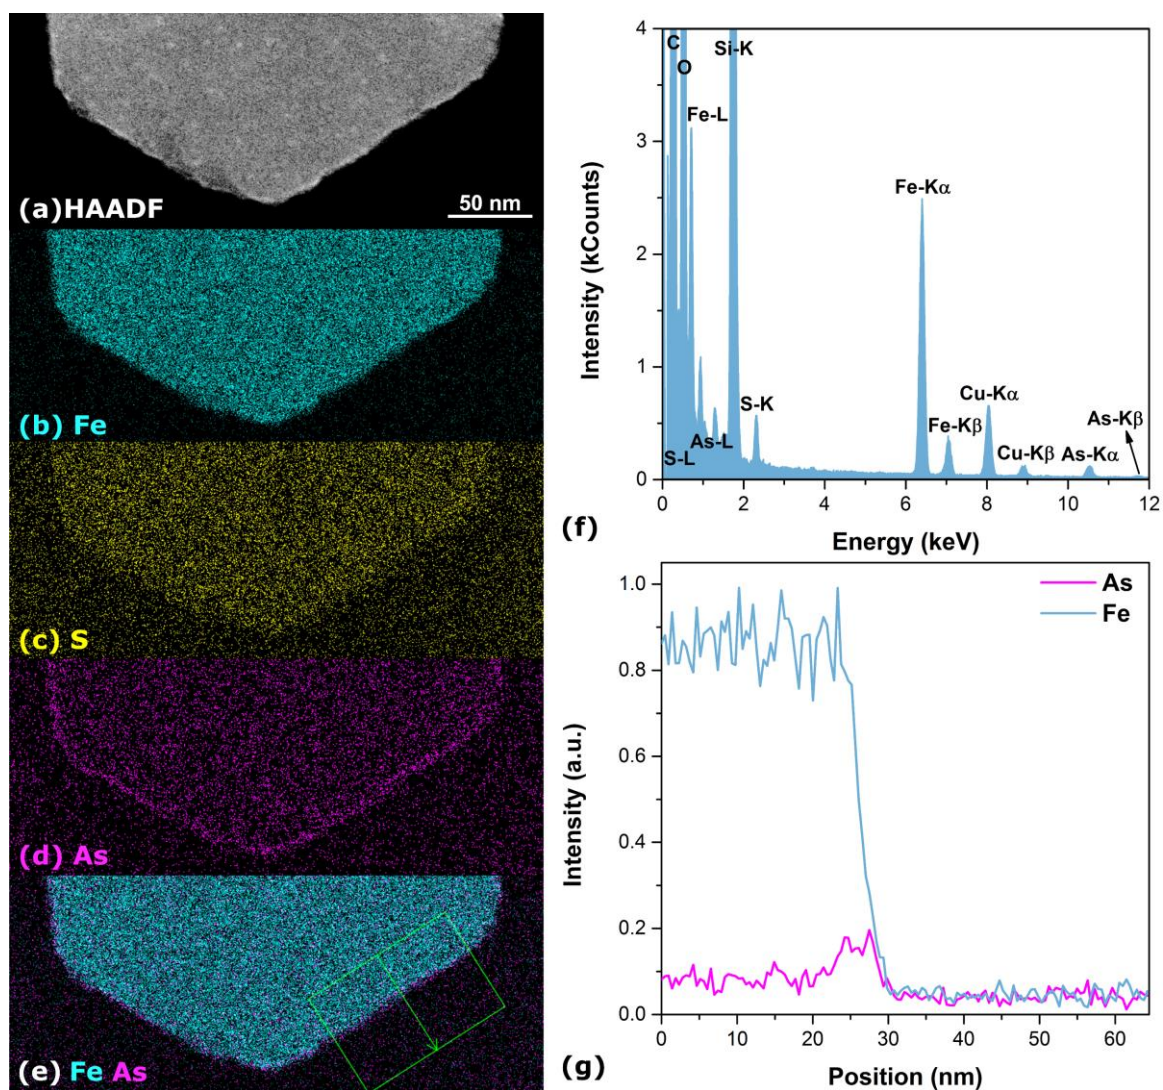 (a)HAADF
50 nm
(b) Fe
(c) S
(d) As
(e) Fe As
4
3
2
1
0
0 2 4 6 8 10 12
Intensity (kCounts)
Energy (keV)
C
O
Si-K
Fe-L
S-L
As-L
S-K
Fe-Kα
Fe-Kβ
Cu-Kα
Cu-Kβ
As-Kα
As-Kβ
(f)
1.0
0.8
0.6
0.4
0.2
0.0
0 10 20 30 40 50 60
Intensity (a.u.)
Position (nm)
As
Fe
(g)